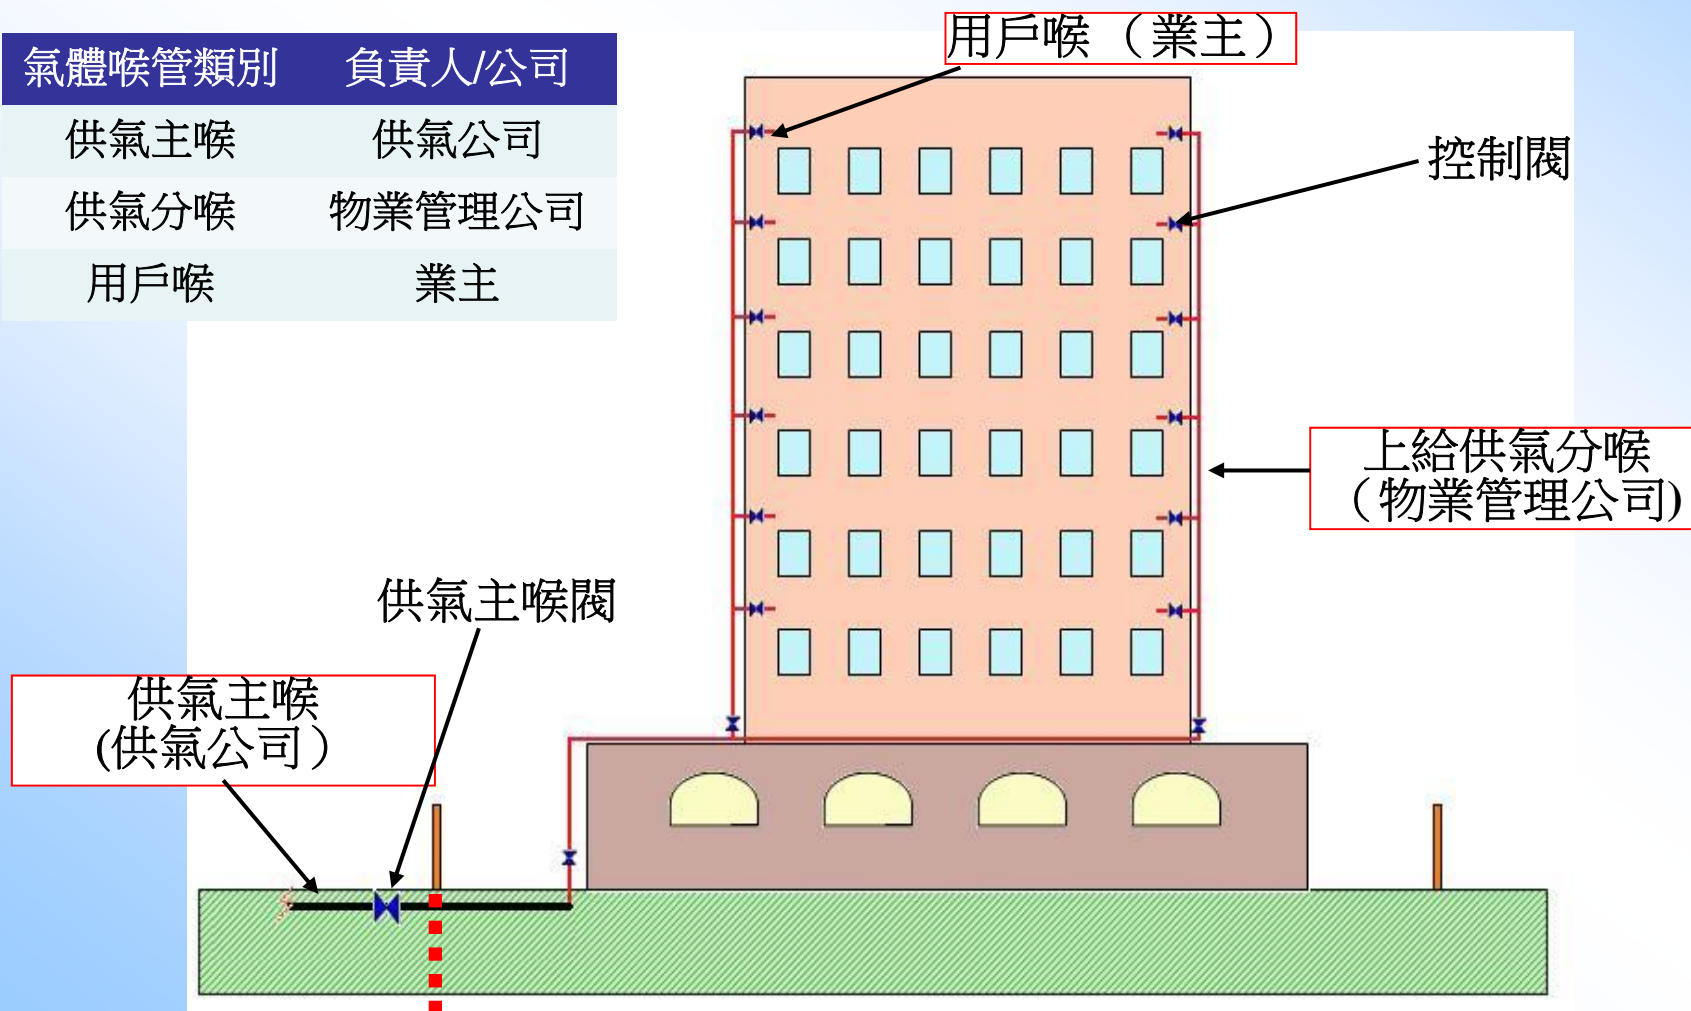 氣體喉管類別 負責人/公司
供氣主喉 供氣公司
供氣分喉 物業管理公司
用戶喉 業主
用戶喉（業主）
控制閥
上給供氣分喉
（物業管理公司)
供氣主喉閥
供氣主喉
(供氣公司）